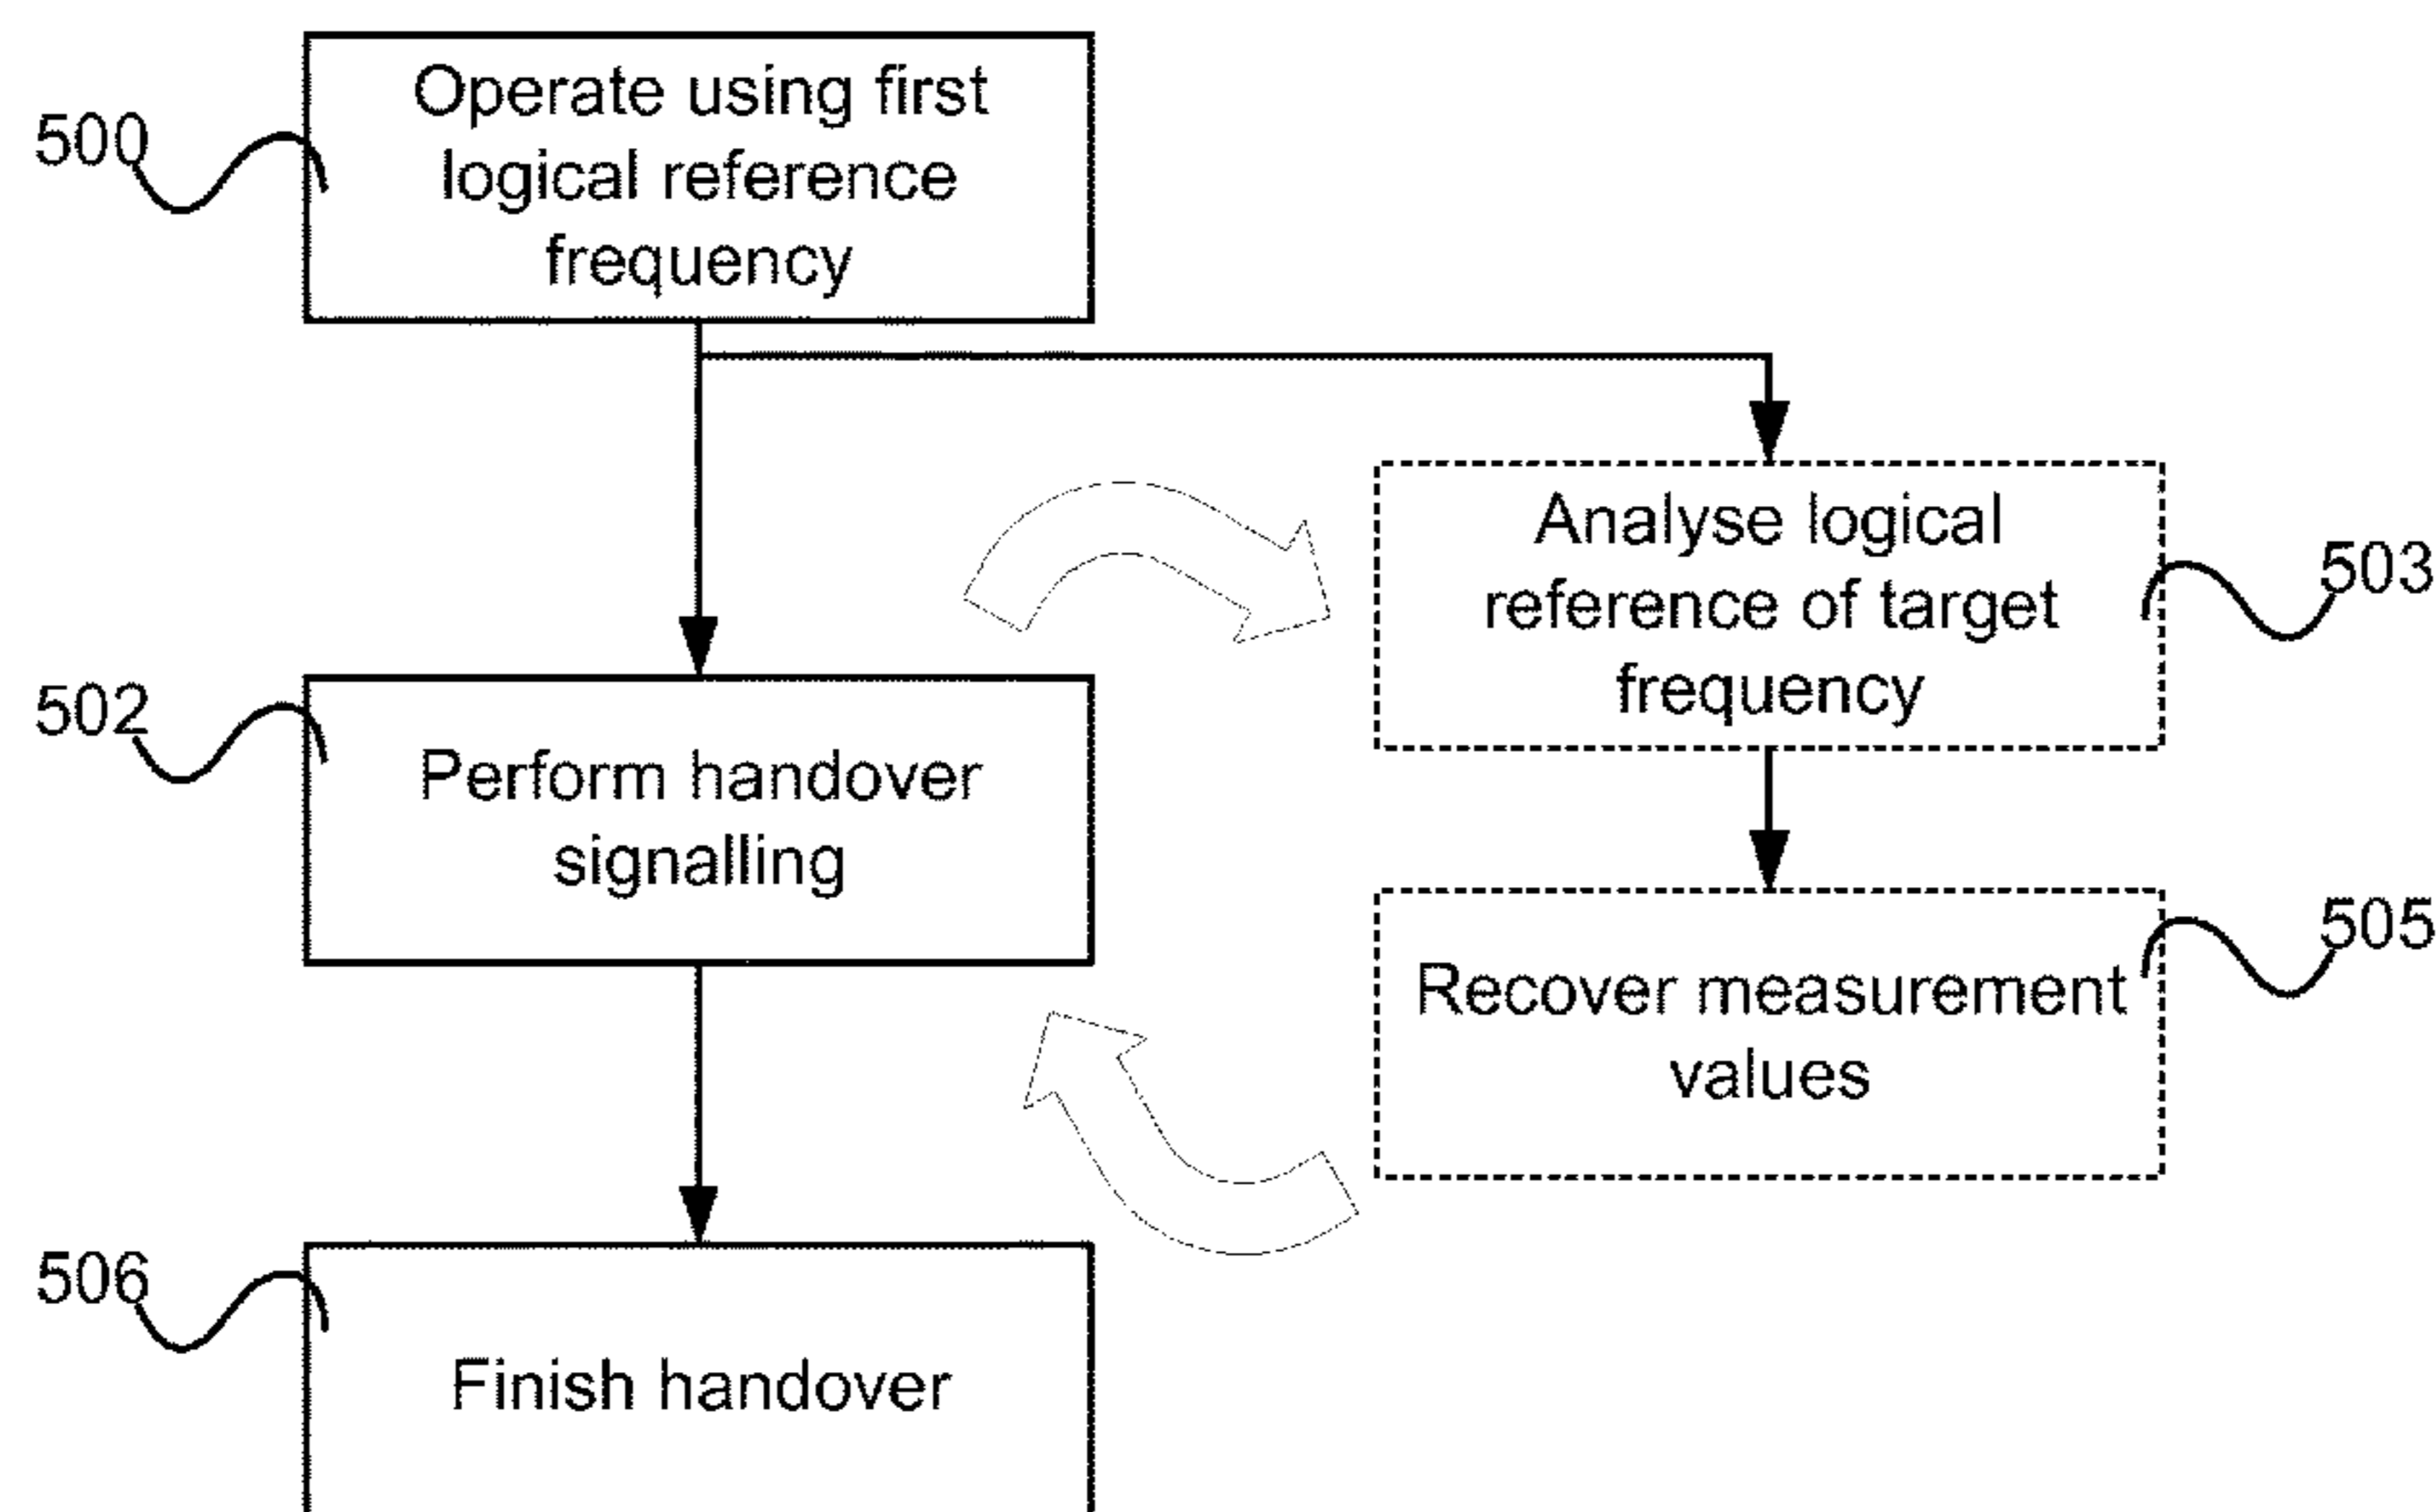 500
Operate using first
logical reference
frequency
Analyse logical
reference of target
frequency
503
502
Perform handover
signalling
505
Recover measurement
values
506
Finish handover